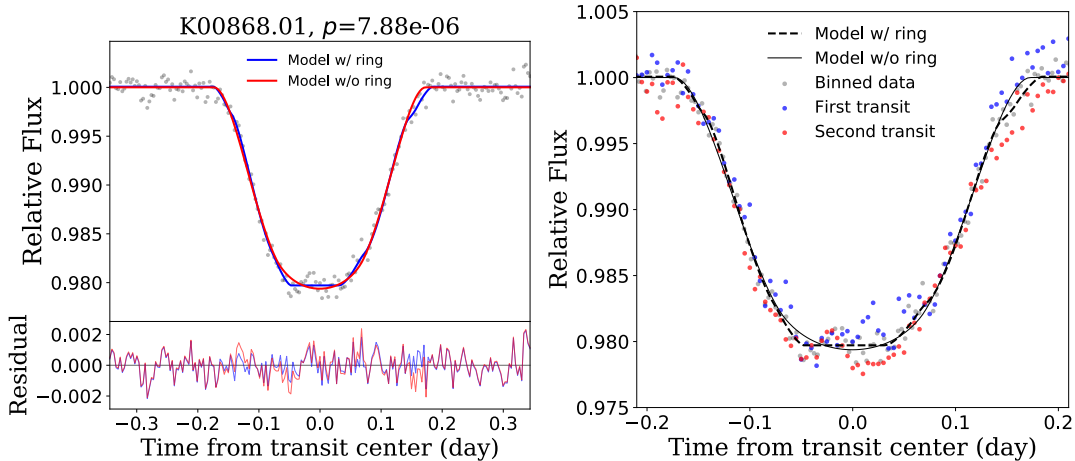 K00868.01, p=7.88e-06
Model w/ ring
Model w/o ring
1.000
0.995
0.990
0.985
0.980
Relative Flux
0.002
0.000
−0.002
Residual
−0.3 −0.2 −0.1 0.0 0.1 0.2 0.3
Time from transit center (day)
1.005
1.000
0.995
0.990
0.985
0.980
0.975
Relative Flux
Model w/ ring
Model w/o ring
Binned data
First transit
Second transit
−0.2 −0.1 0.0 0.1 0.2
Time from transit center (day)